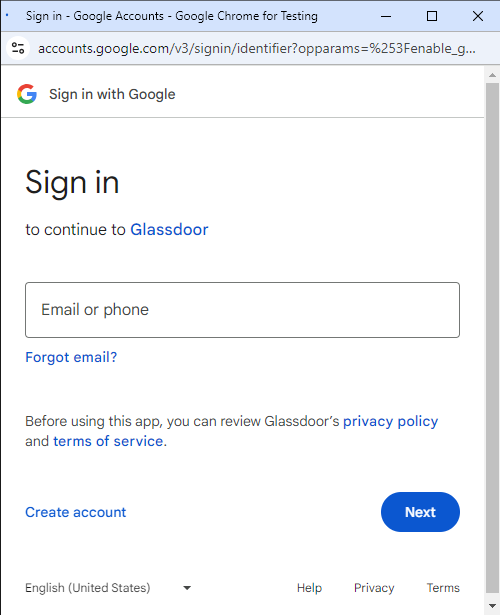 Sign in - Google Accounts - Google Chrome for Testing
accounts.google.com/v3/signin/identifier?opparams=%253Fenable_g...
Sign in with Google
Sign in
to continue to Glassdoor
Email or phone
Forgot email?
Before using this app, you can review Glassdoor’s privacy policy
and terms of service.
Create account
Next
English (United States)
Help
Privacy
Terms